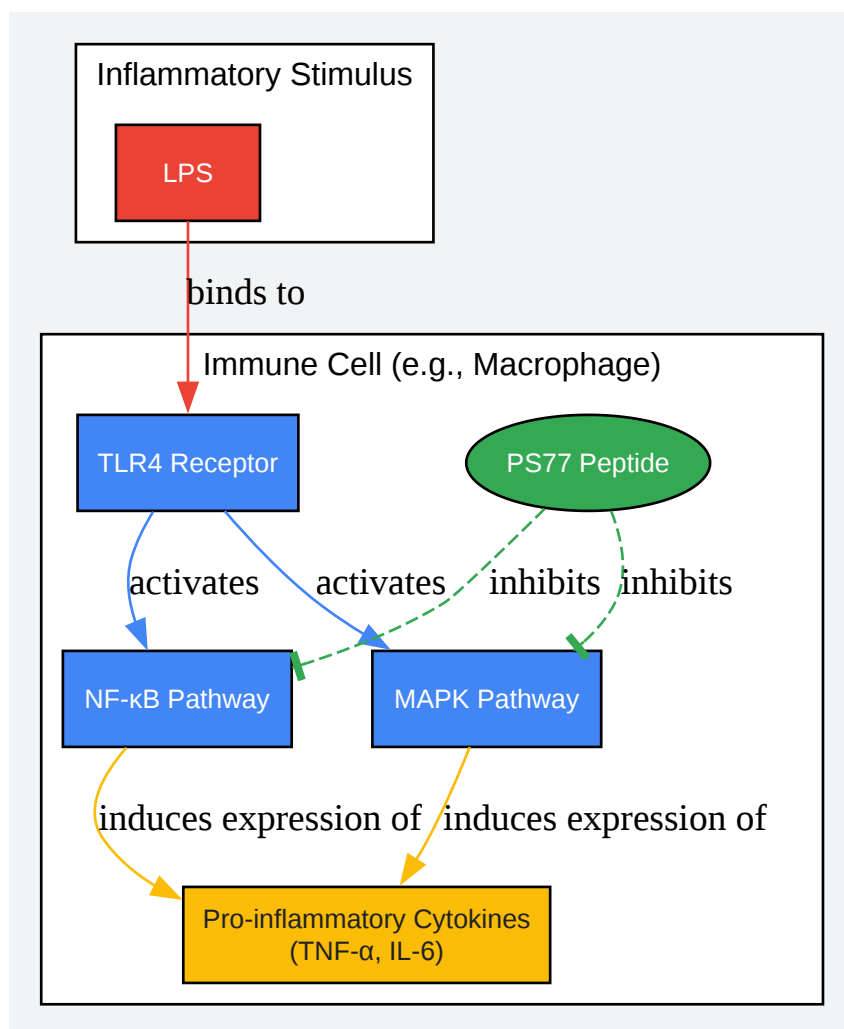 Inflammatory Stimulus
LPS
binds to
Immune Cell (e.g., Macrophage)
TLR4 Receptor
PS77 Peptide
activates
activates
inhibits
inhibits
NF-κB Pathway
MAPK Pathway
induces expression of
induces expression of
Pro-inflammatory Cytokines
(TNF-α, IL-6)